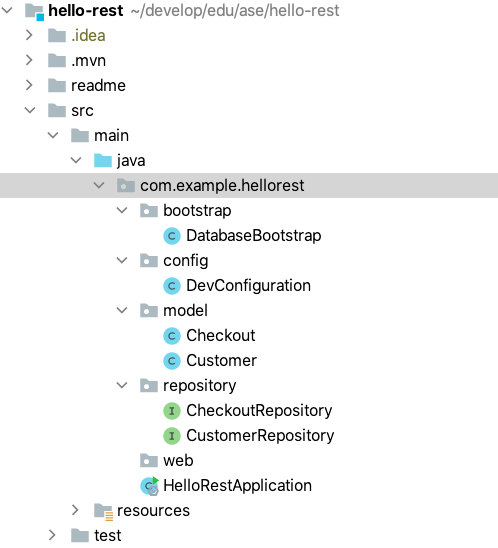 hello-rest ~/develop/edu/ase/hello-rest
.idea
.mvn
readme
src
main
java
com.example.hellorest
bootstrap
C DatabaseBootstrap
config
C DevConfiguration
model
C Checkout
C Customer
repository
I CheckoutRepository
I CustomerRepository
web
C HelloRestApplication
resources
test